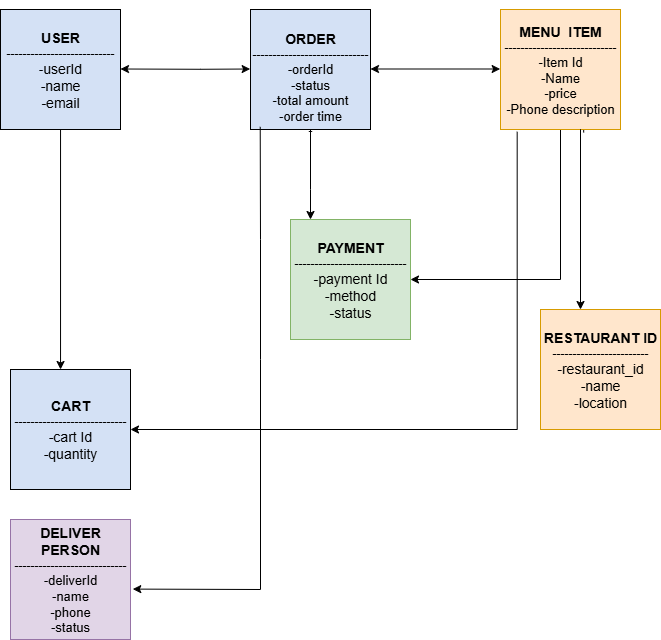 USER
-userId
-name
-email
ORDER
-orderId
-status
-total amount
-order time
MENU ITEM
-Item Id
-Name
-price
-Phone description
PAYMENT
-payment Id
-method
-status
RESTAURANT ID
-restaurant_id
-name
-location
CART
-cart Id
-quantity
DELIVER
PERSON
-deliverId
-name
-phone
-status